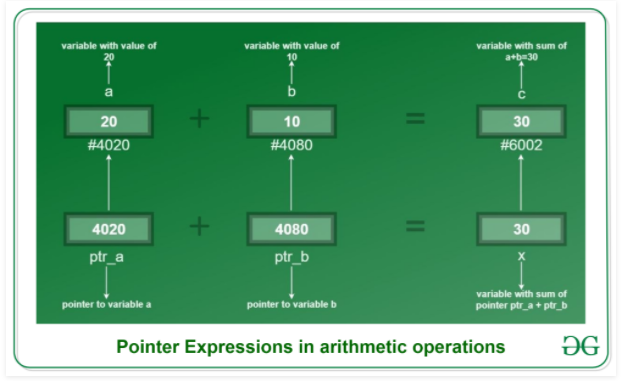 variable with value of
20
variable with value of
10
variable with sum of
a+b=30
a
b
c
20
+
10
=
30
#4020
#4080
#6002
4020
+
4080
=
30
ptr_a
ptr_b
x
pointer to variable a
pointer to variable b
variable with sum of
pointer ptr_a + ptr_b
Pointer Expressions in arithmetic operations